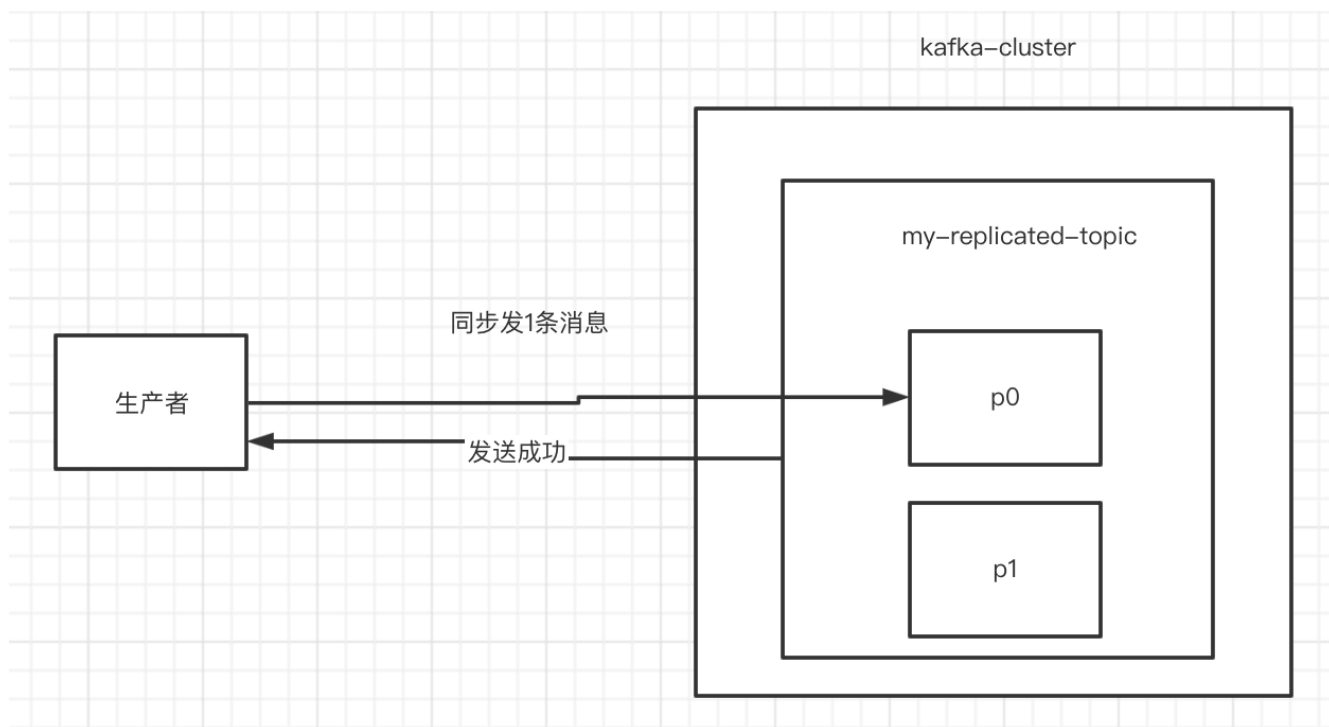 kafka-cluster
my-replicated-topic
同步发1条消息
生产者
p0
发送成功
p1